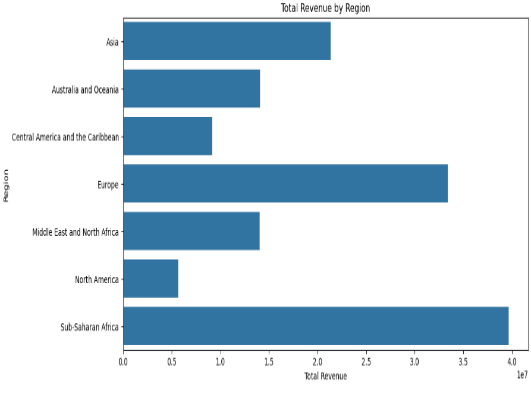 Total Revenue by Region
Asia
Australia and Oceania
Central America and the Caribbean
Europe
Middle East and North Africa
North America
Sub-Saharan Africa
Region
0.0 0.5 1.0 1.5 2.0 2.5 3.0 3.5 4.0
1e7
Total Revenue